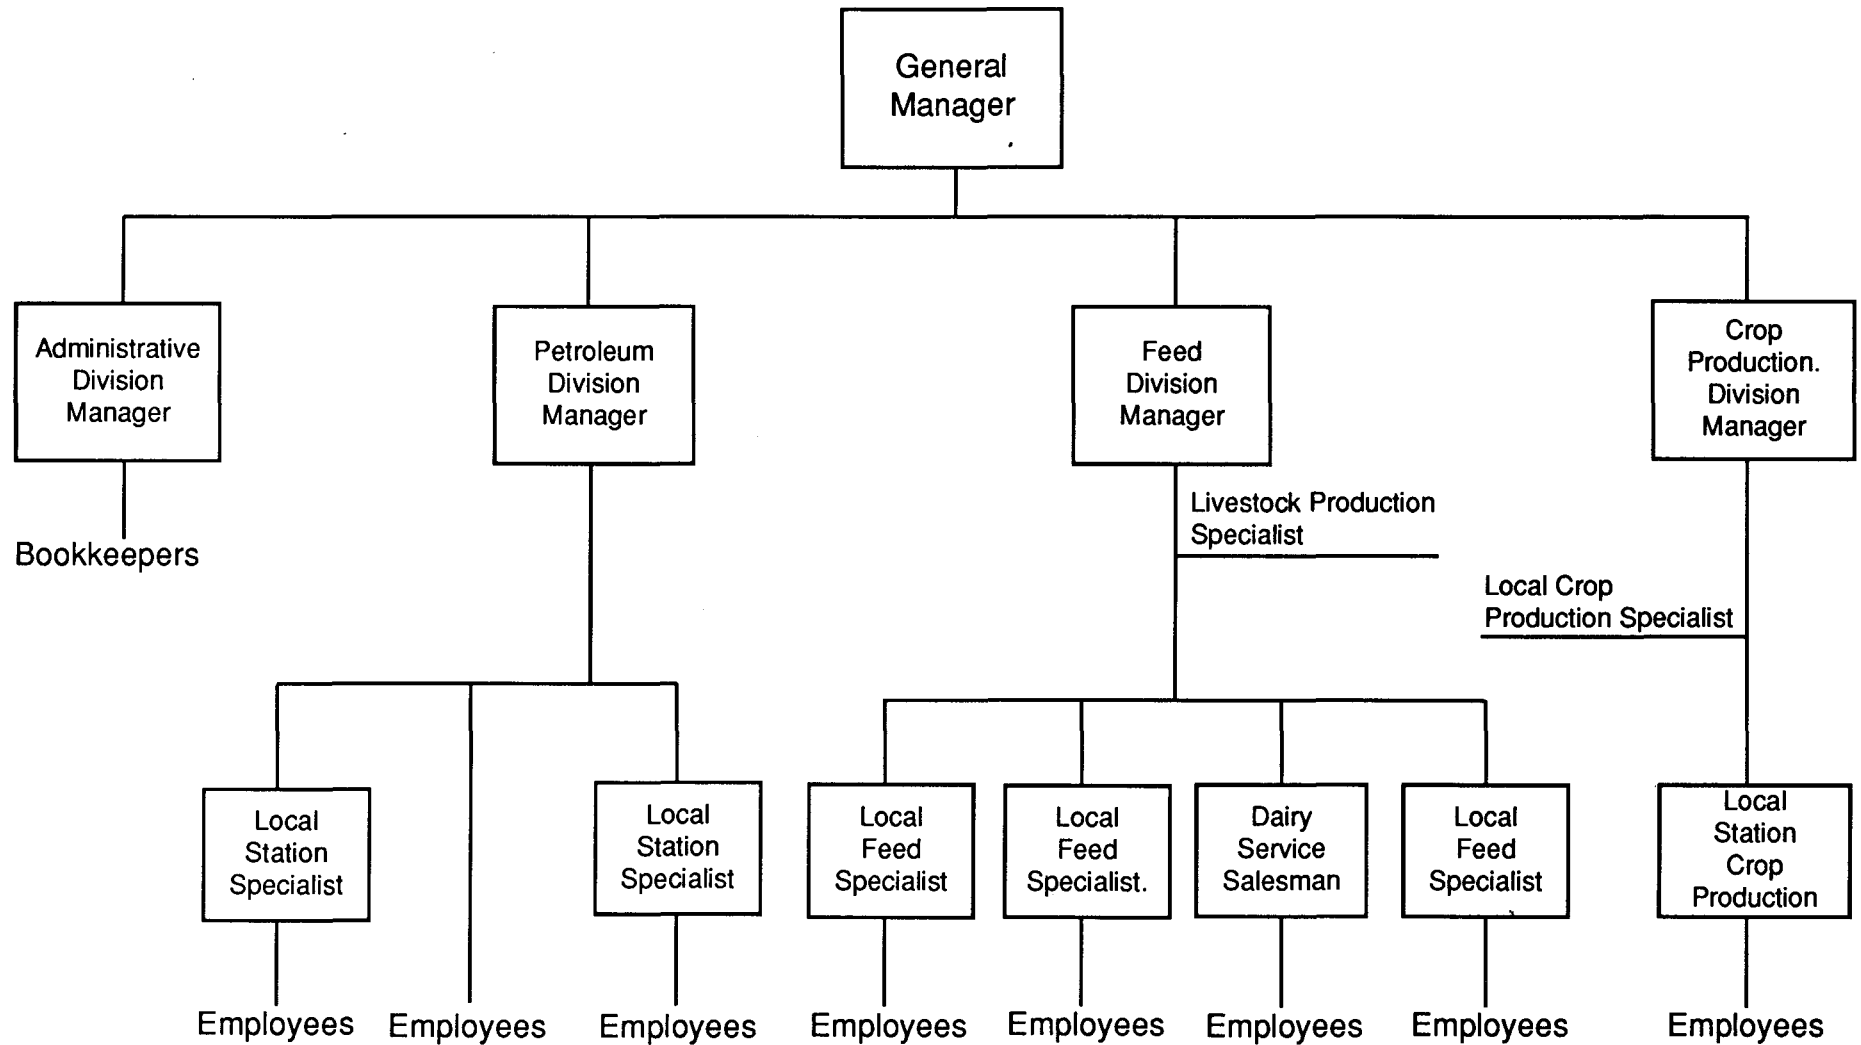 General
Manager
Administrative
Division
Manager
Petroleum
Division
Manager
Feed
Division
Manager
Crop
Production.
Division
Manager
Bookkeepers
Livestock Production
Specialist
Local Crop
Production Specialist
Local
Station
Specialist
Local
Station
Specialist
Local
Feed
Specialist
Local
Feed
Specialist.
Dairy
Service
Salesman
Local
Feed
Specialist
Local
Station
Crop
Production
Employees
Employees
Employees
Employees
Employees
Employees
Employees
Employees